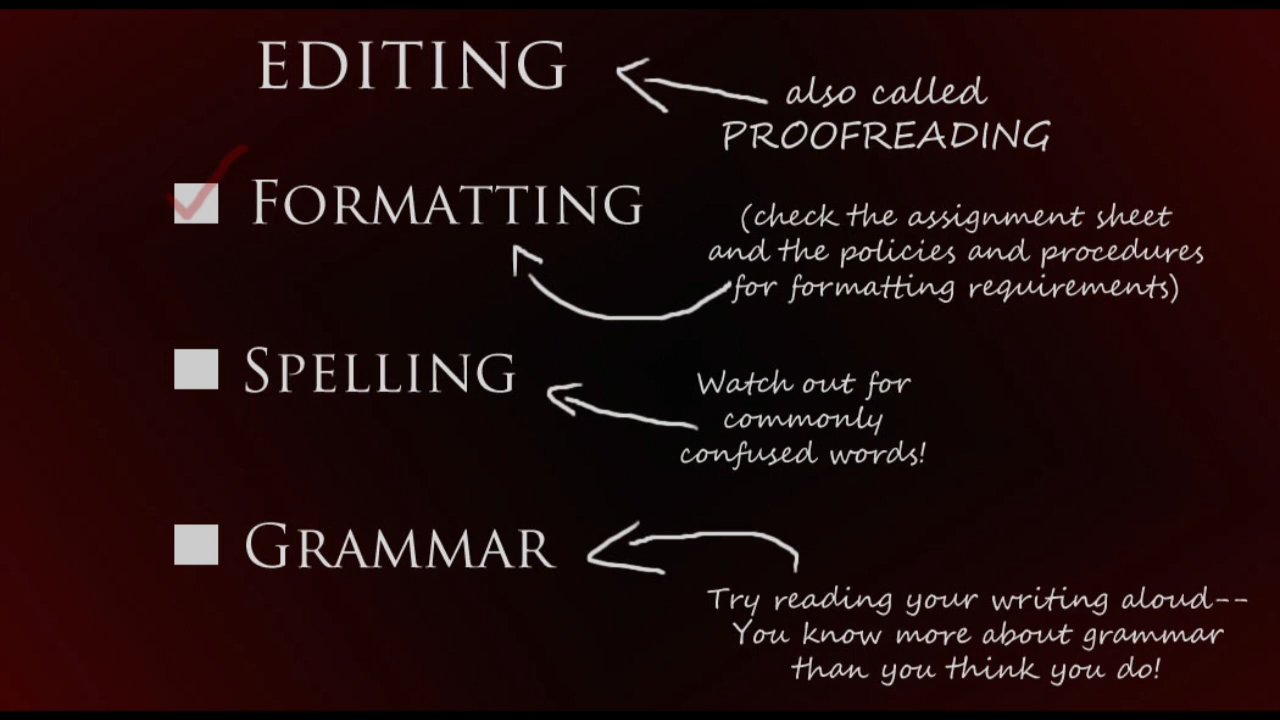 EDITING
also called
PROOFREADING
FORMATTING
(check the assignment sheet
and the policies and procedures
for formatting requirements)
SPELLING
Watch out for
commonly
confused words!
GRAMMAR
Try reading your writing aloud--
You know more about grammar
than you think you do!